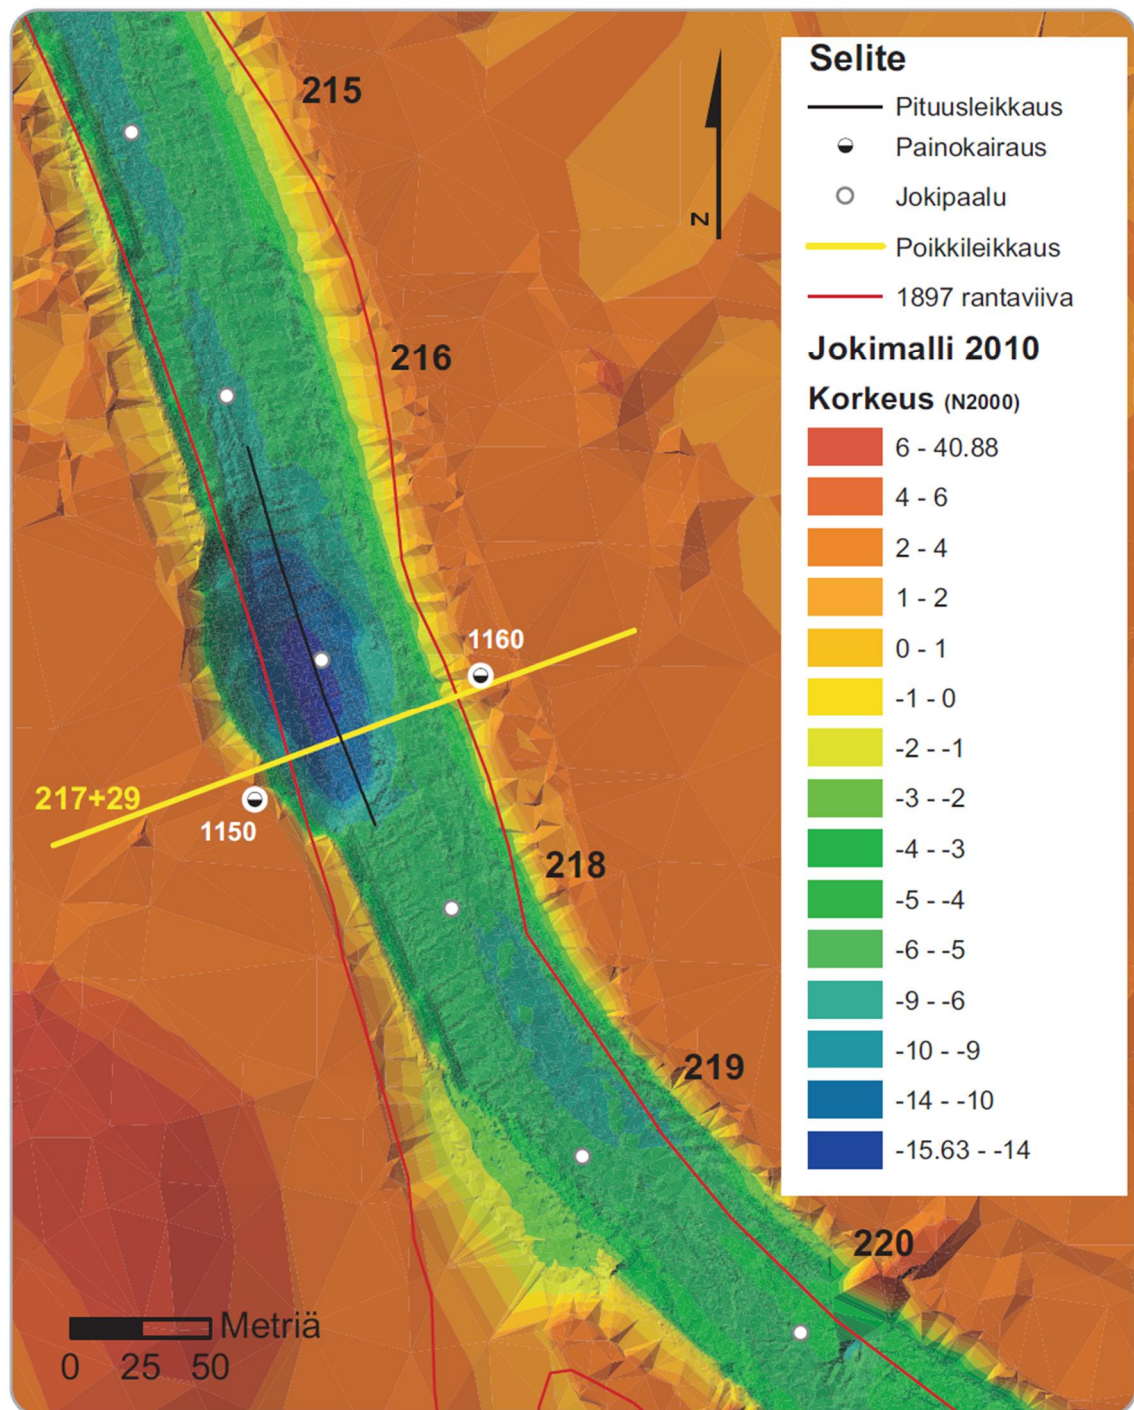 215
216
1160
217+29
1150
218
219
220
Metriä
0 25 50
N
Selite
Pituusleikkaus
Painokairaus
Jokipaalu
Poikkileikkaus
1897 rantaviiva
Jokimalli 2010
Korkeus (N2000)
6 - 40.88
4 - 6
2 - 4
1 - 2
0 - 1
-1 - 0
-2 - -1
-3 - -2
-4 - -3
-5 - -4
-6 - -5
-9 - -6
-10 - -9
-14 - -10
-15.63 - -14